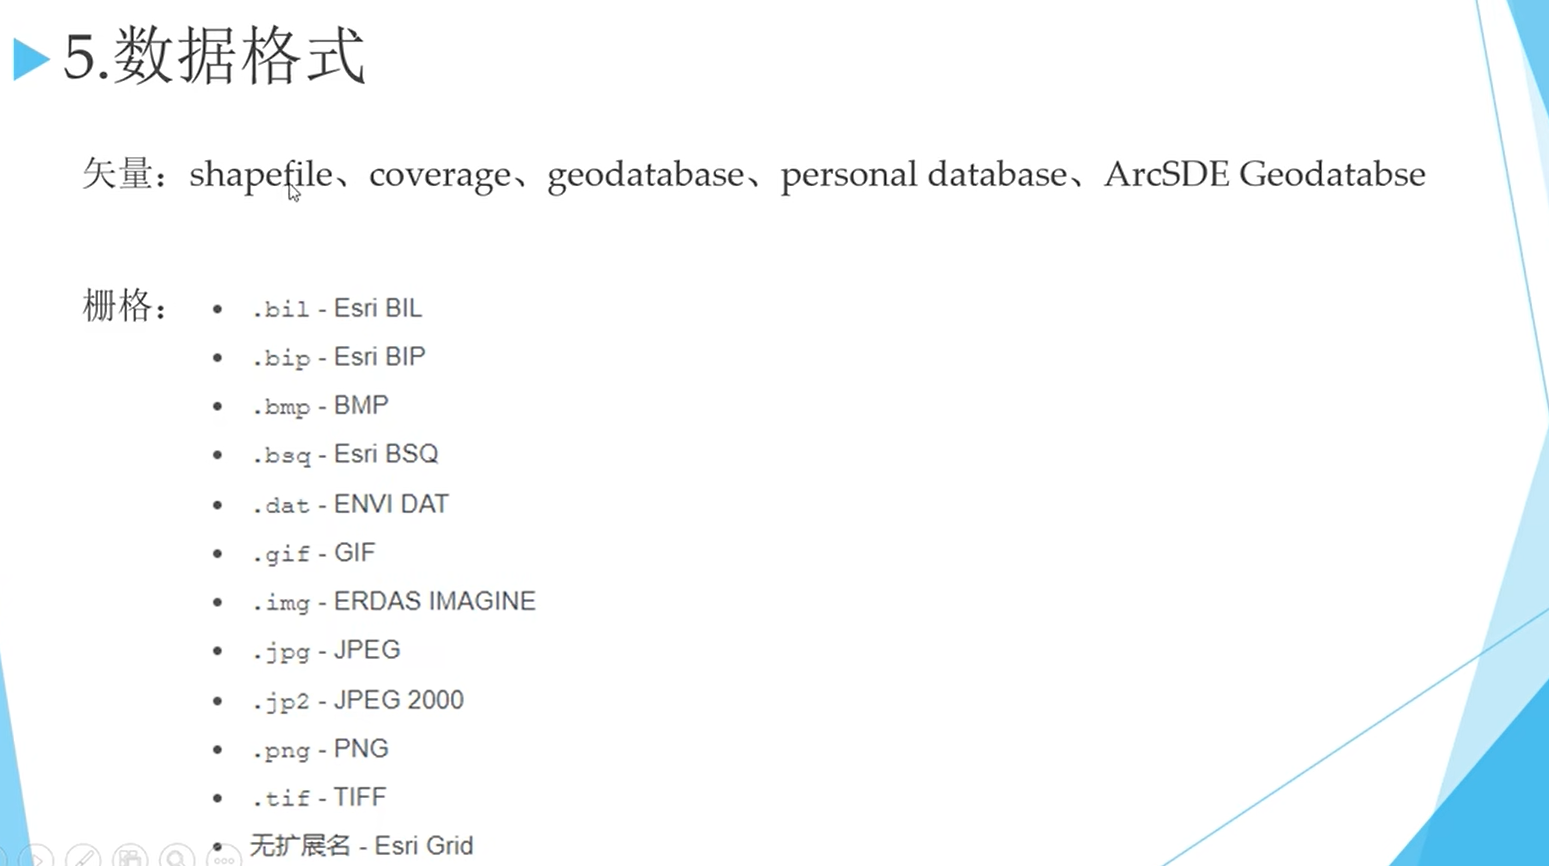 5.数据格式
矢量：shapefile、coverage、geodatabase、personal database、ArcSDE Geodatabse
栅格：
• .bil - Esri BIL
• .bip - Esri BIP
• .bmp - BMP
• .bsq - Esri BSQ
• .dat - ENVI DAT
• .gif - GIF
• .img - ERDAS IMAGINE
• .jpg - JPEG
• .jp2 - JPEG 2000
• .png - PNG
• .tif - TIFF
• 无扩展名 - Esri Grid